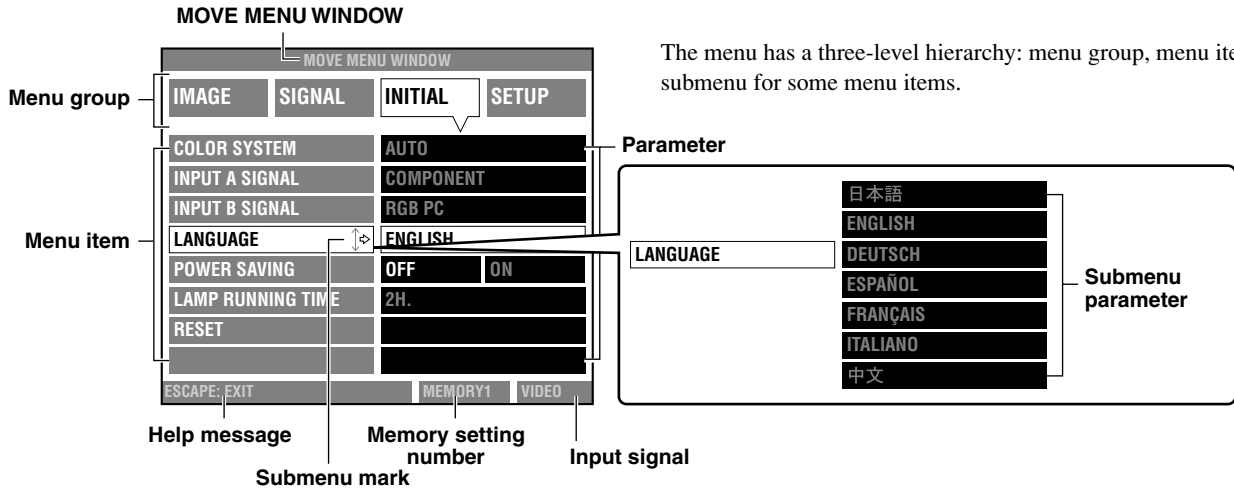 MOVE MENU WINDOW
The menu has a three-level hierarchy: menu group, menu
submenu for some menu items.
MOVE MENU WINDOW
Menu group
IMAGE SIGNAL INITIAL SETUP
Parameter
COLOR SYSTEM AUTO
INPUT A SIGNAL COMPONENT
INPUT B SIGNAL RGB PC
Menu item
LANGUAGE ENGLISH
POWER SAVING OFF ON
LAMP RUNNING TIME 2H.
RESET
ESCAPE: EXIT MEMORY1 VIDEO
LANGUAGE
日本語
ENGLISH
DEUTSCH
ESPAÑOL
FRANÇAIS
ITALIANO
中文
Submenu
parameter
Help message
Memory setting
number
Input signal
Submenu mark